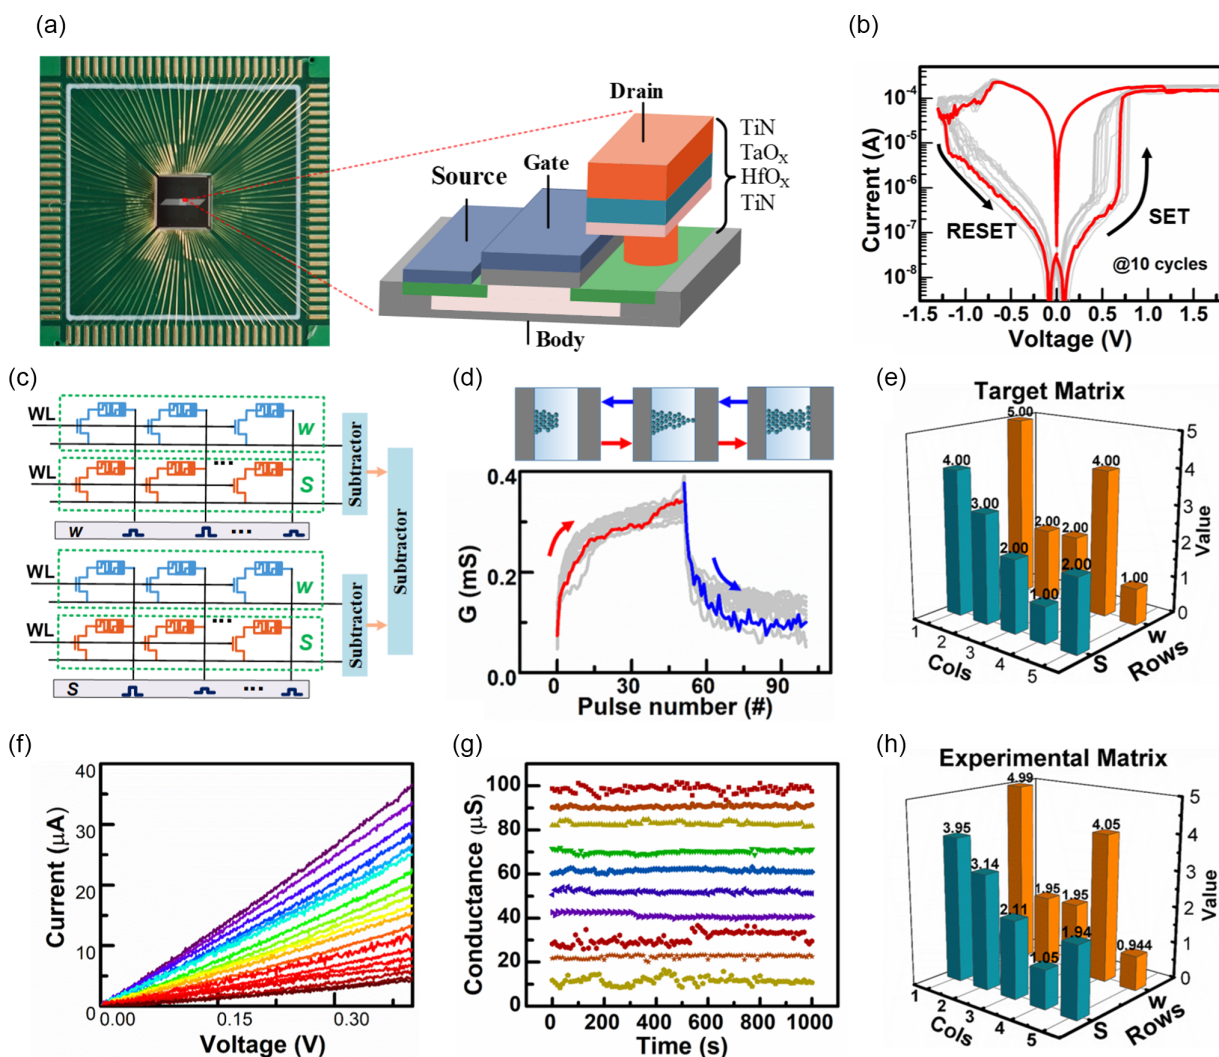 (a)
Drain
Gate
Source
TiN
TaOx
HfOx
TiN
Body
(b)
Current (A)
10-4
10-5
10-6
10-7
10-8
RESET
SET
@10 cycles
-1.5 -1.0 -0.5 0.0 0.5 1.0 1.5
Voltage (V)
(c)
WL
W
WL
S
Subtractor
W
Subtractor
WL
W
WL
S
Subtractor
S
(d)
G (mS)
0.4
0.2
0.0
0 30 60 90
Pulse number (#)
(e)
Target Matrix
5.00
4.00
4.00
3.00
2.00
2.00
2.00
2.00
1.00
1.00
5
4
3
2
1
0
Value
1
2
3
4
5
Cols
S
W
Rows
(f)
Current (μA)
40
30
20
10
0
0.00 0.15 0.30
Voltage (V)
(g)
Conductance (μS)
100
80
60
40
20
0
0 200 400 600 800 1000
Time (s)
(h)
Experimental Matrix
4.99
3.95
4.05
3.14
1.95
1.95
2.11
1.94
1.05
0.944
5
4
3
2
1
0
Value
1
2
3
4
5
Cols
S
W
Rows